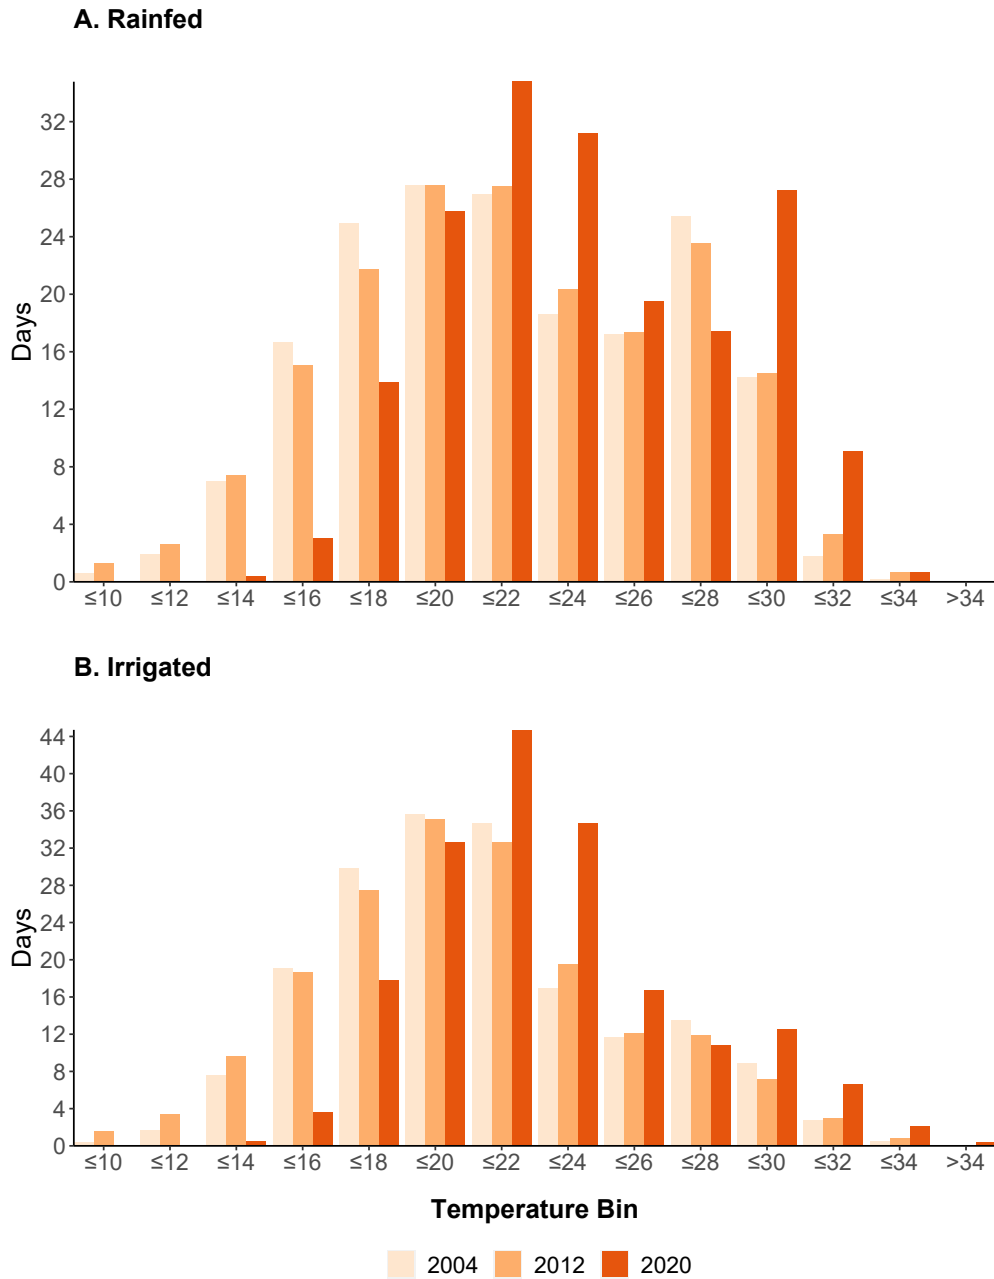 A. Rainfed
32
28
24
20
16
12
8
4
0
Days
≤10 ≤12 ≤14 ≤16 ≤18 ≤20 ≤22 ≤24 ≤26 ≤28 ≤30 ≤32 ≤34 >34
B. Irrigated
44
40
36
32
28
24
20
16
12
8
4
0
Days
≤10 ≤12 ≤14 ≤16 ≤18 ≤20 ≤22 ≤24 ≤26 ≤28 ≤30 ≤32 ≤34 >34
Temperature Bin
2004 2012 2020